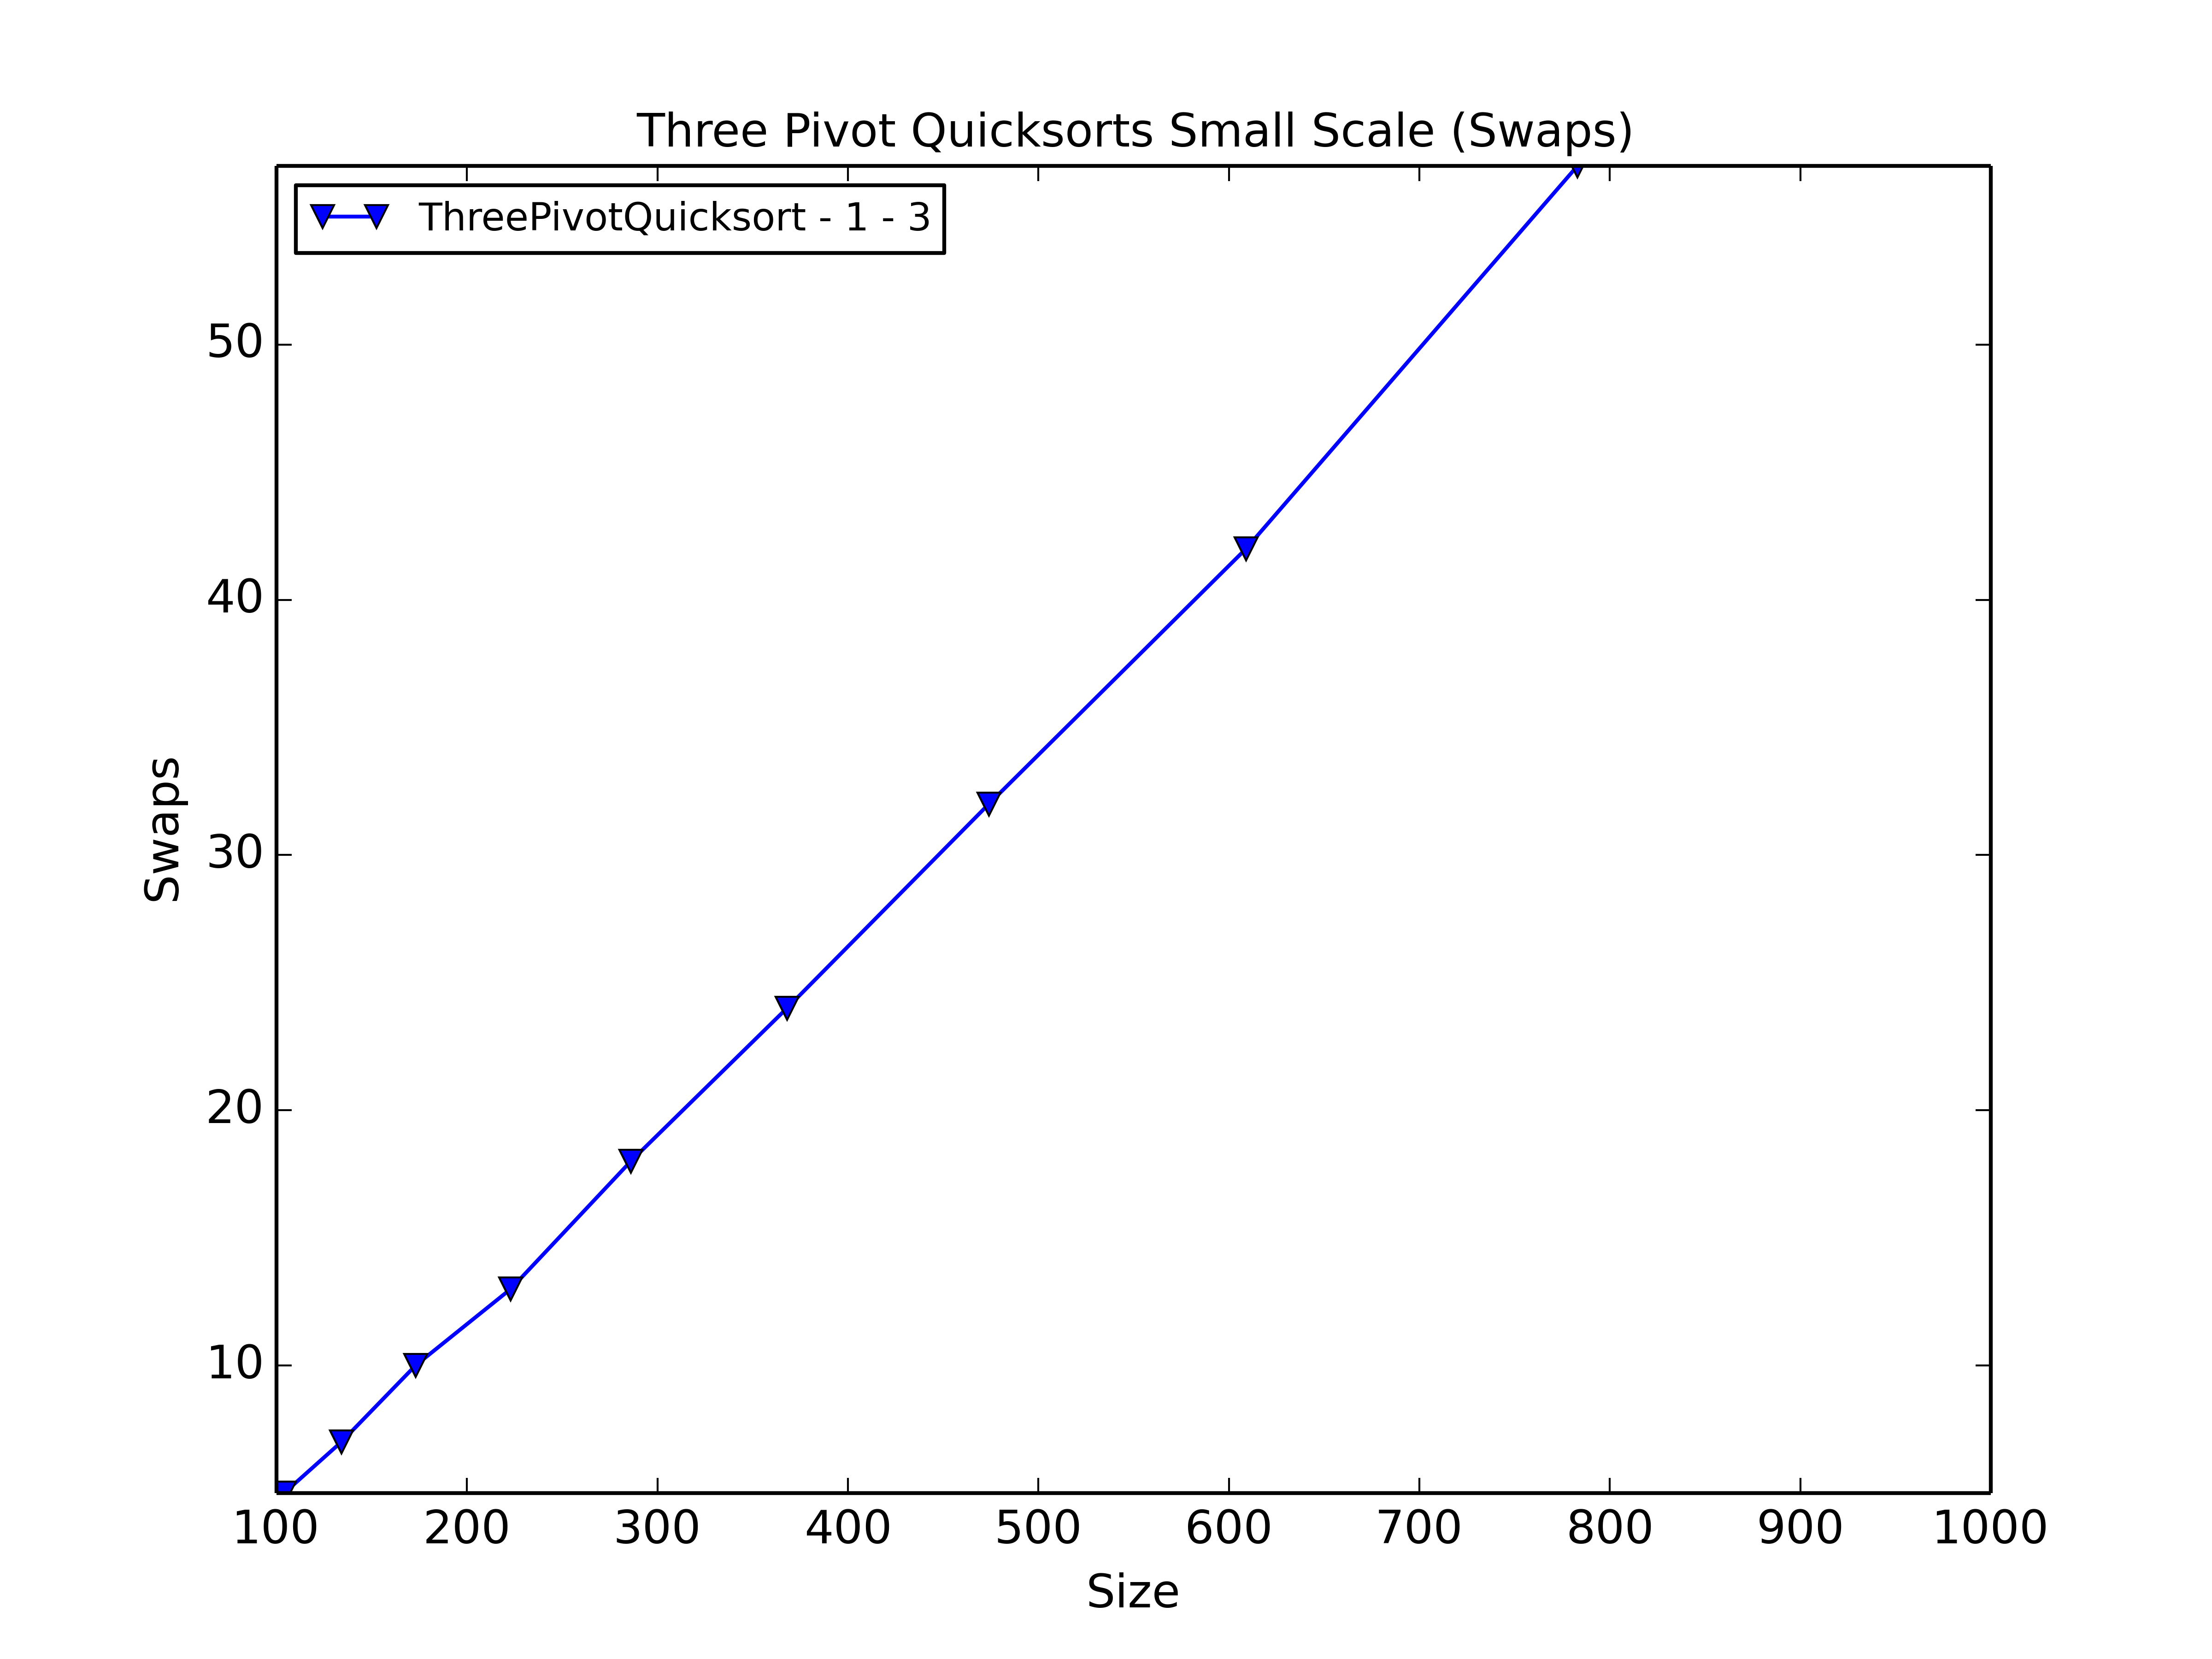 Three Pivot Quicksorts Small Scale (Swaps)
ThreePivotQuicksort - 1 - 3
50
40
30
20
10
Swaps
100 200 300 400 500 600 700 800 900 1000
Size